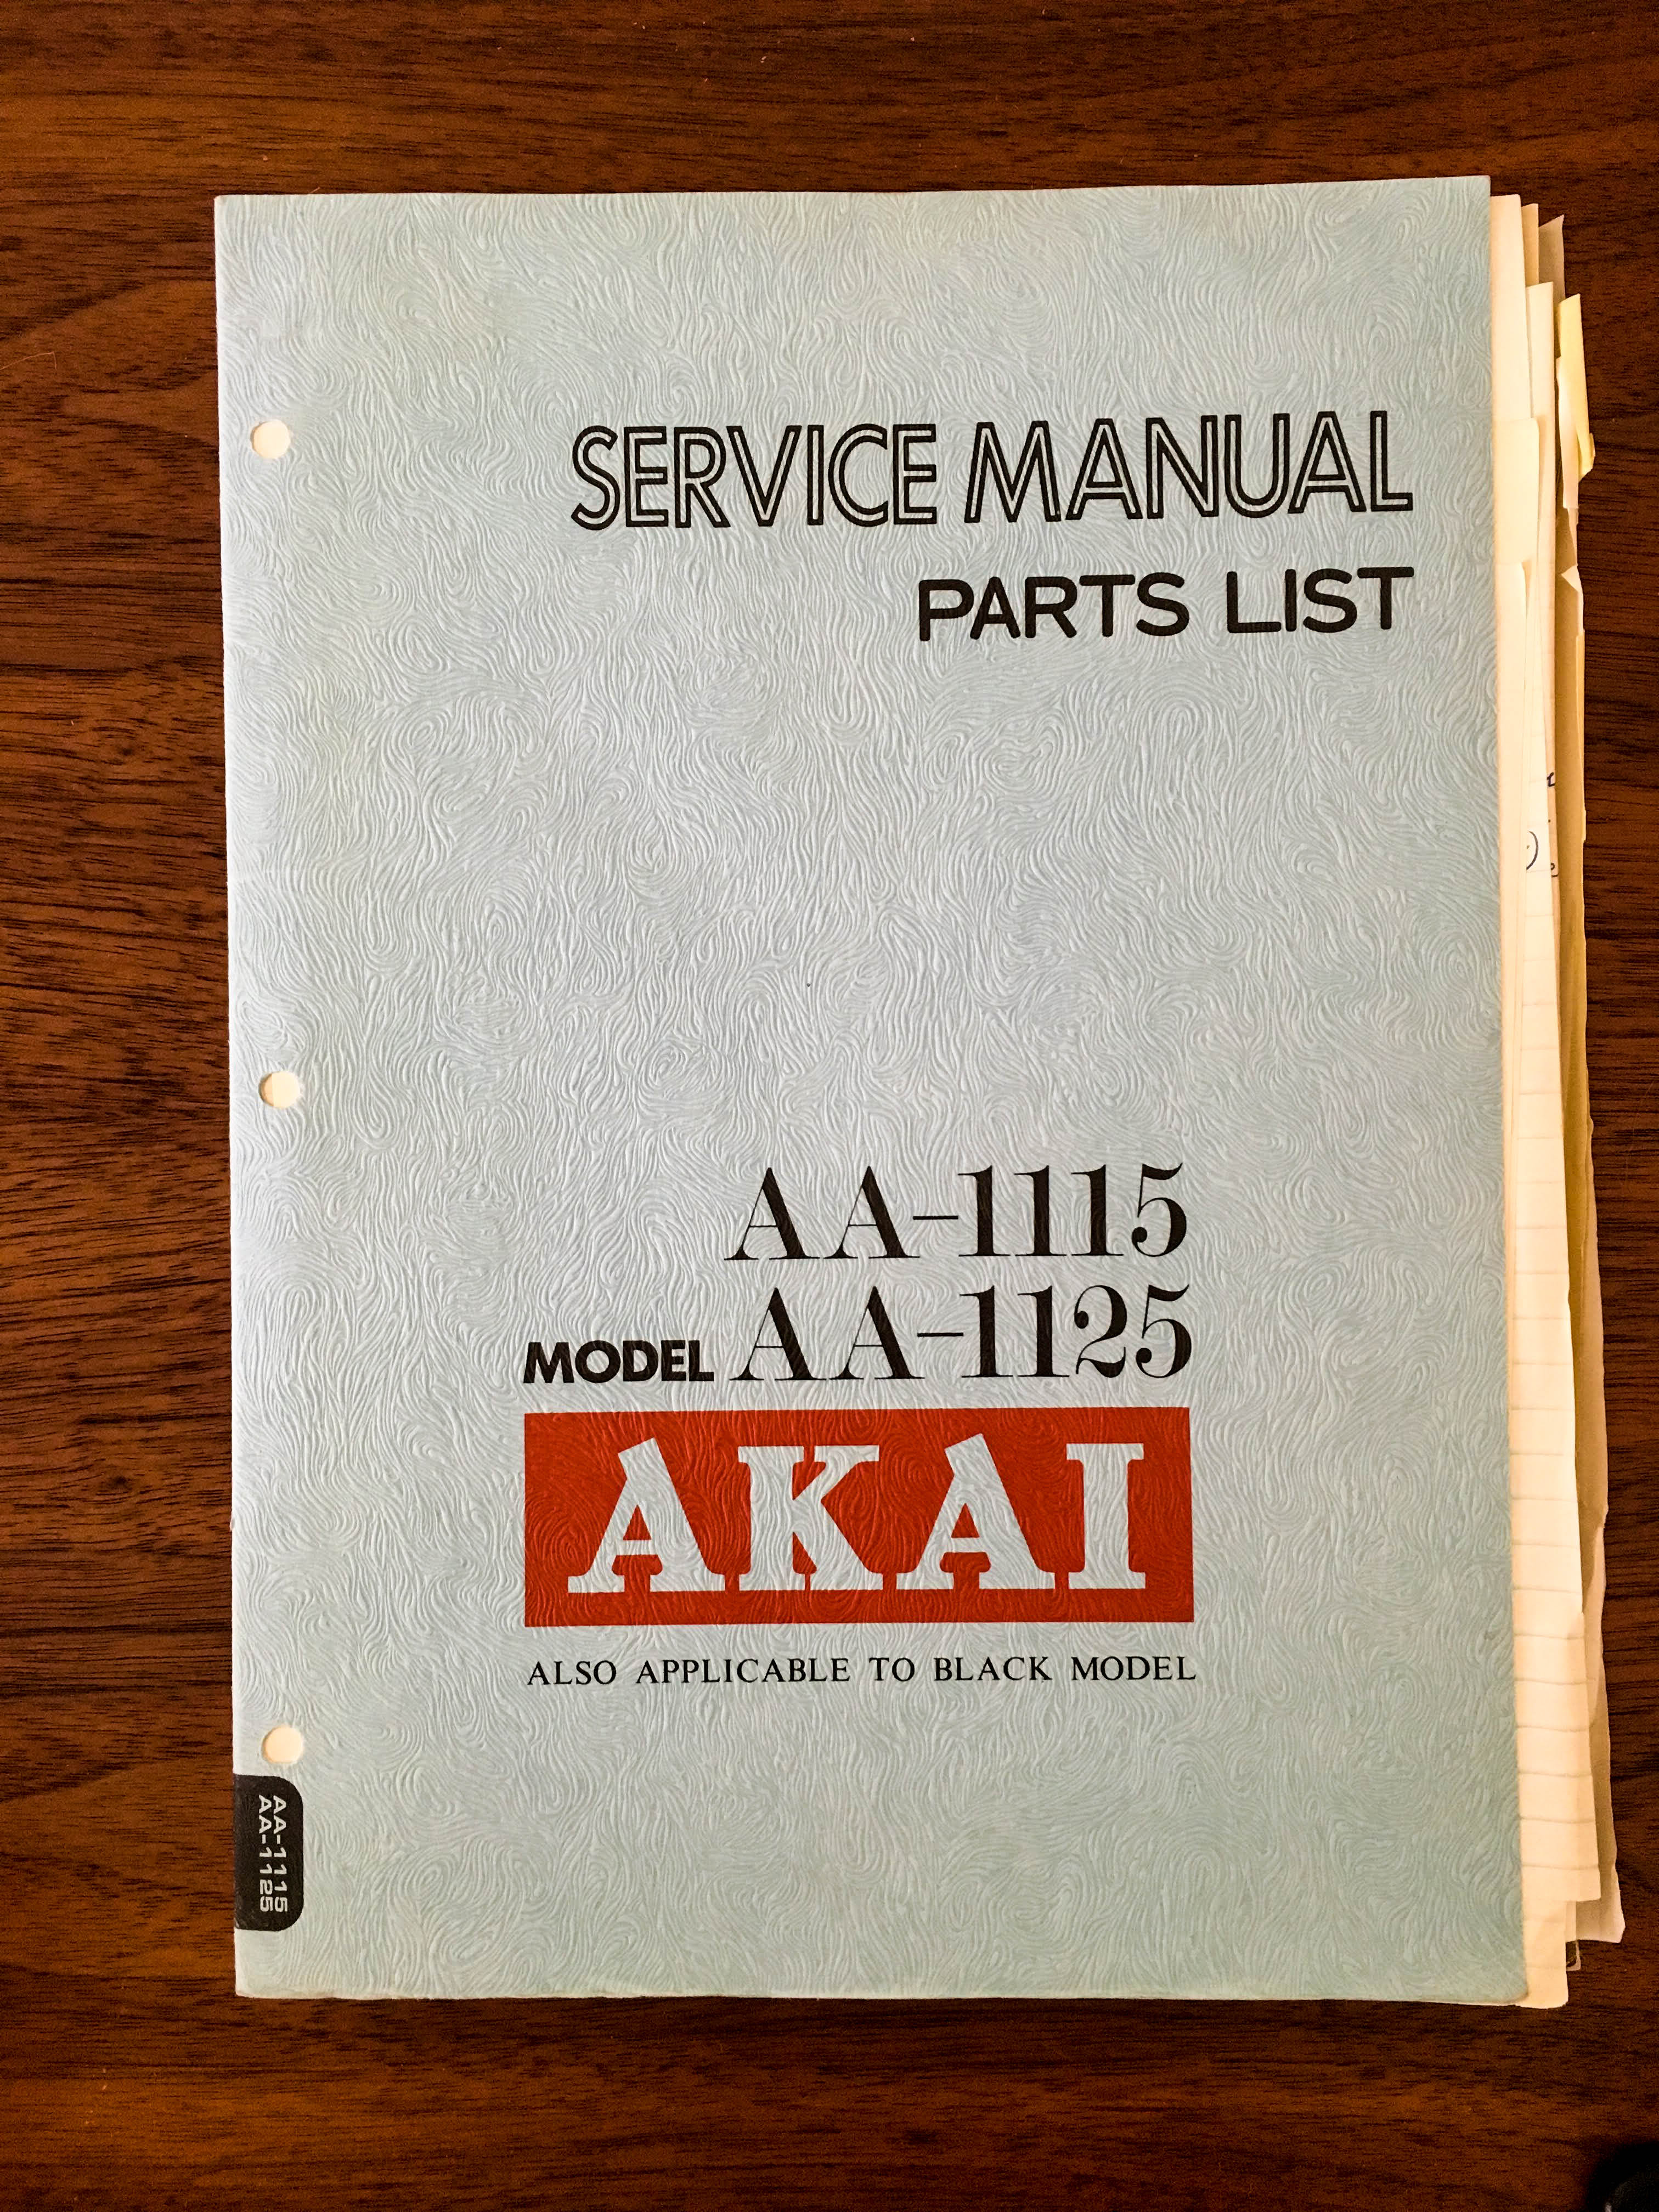 SERVICE MANUAL
PARTS LIST
AA-1115
MODEL AA-1125
AKAI
ALSO APPLICABLE TO BLACK MODEL
AA-1115
AA-1125